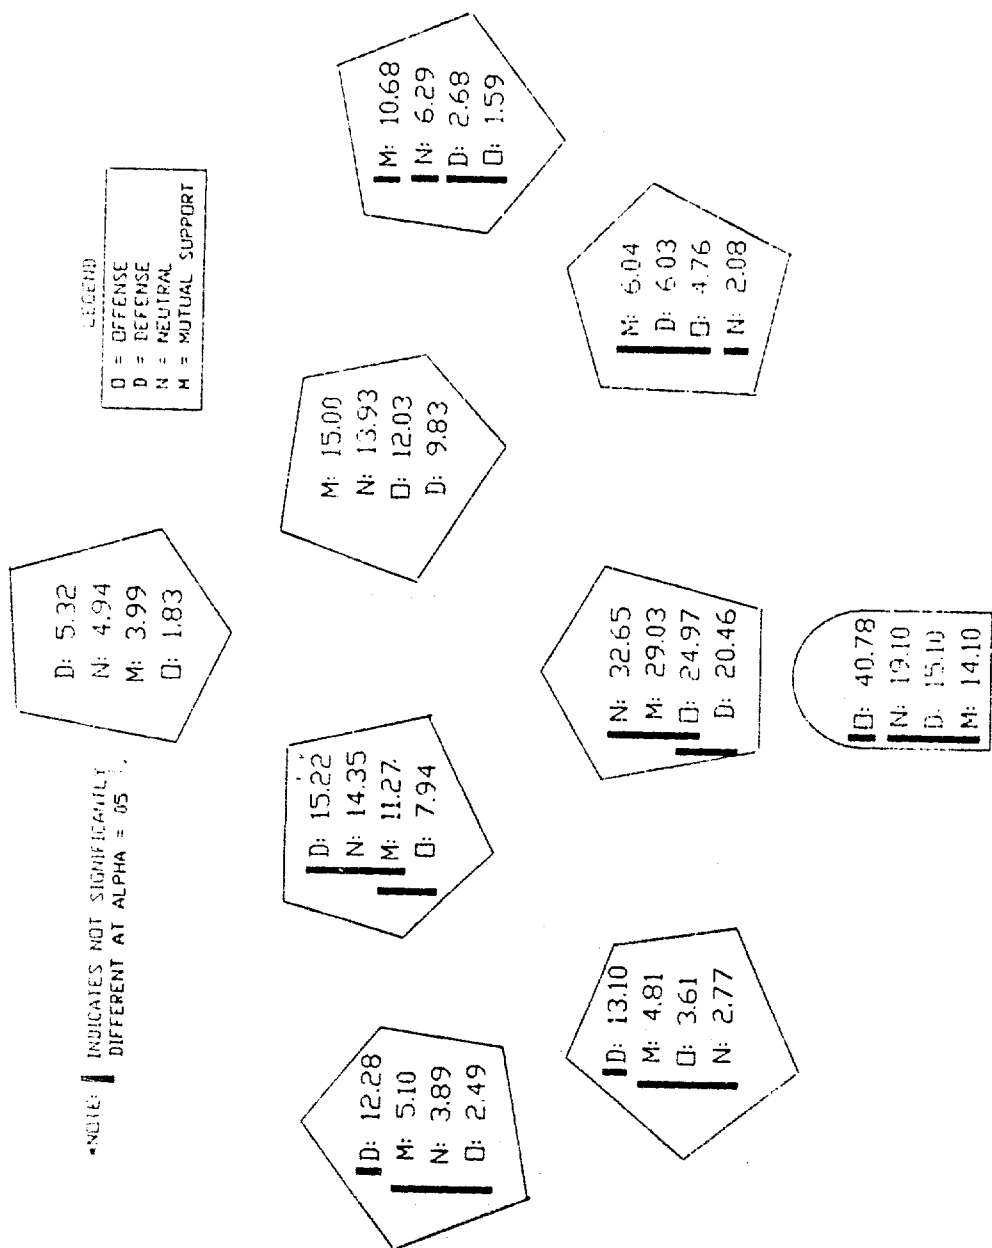 *NOTE: INDICATES NOT SIGNIFICANTLY
DIFFERENT AT ALPHA = 05
LEGEND
O = OFFENSE
D = DEFENSE
N = NEUTRAL
M = MUTUAL SUPPORT
D: 5.32
N: 4.94
M: 3.99
O: 1.83
D: 15.22
N: 14.35
M: 11.27
O: 7.94
M: 15.00
N: 13.93
O: 12.03
D: 9.83
D: 12.28
M: 5.10
N: 3.89
O: 2.49
M: 10.68
N: 6.29
D: 2.68
O: 1.59
D: 13.10
M: 4.81
O: 3.61
N: 2.77
N: 32.65
M: 29.03
O: 24.97
D: 20.46
M: 6.04
D: 6.03
O: 4.76
N: 2.08
O: 40.78
N: 19.10
D: 15.10
M: 14.10